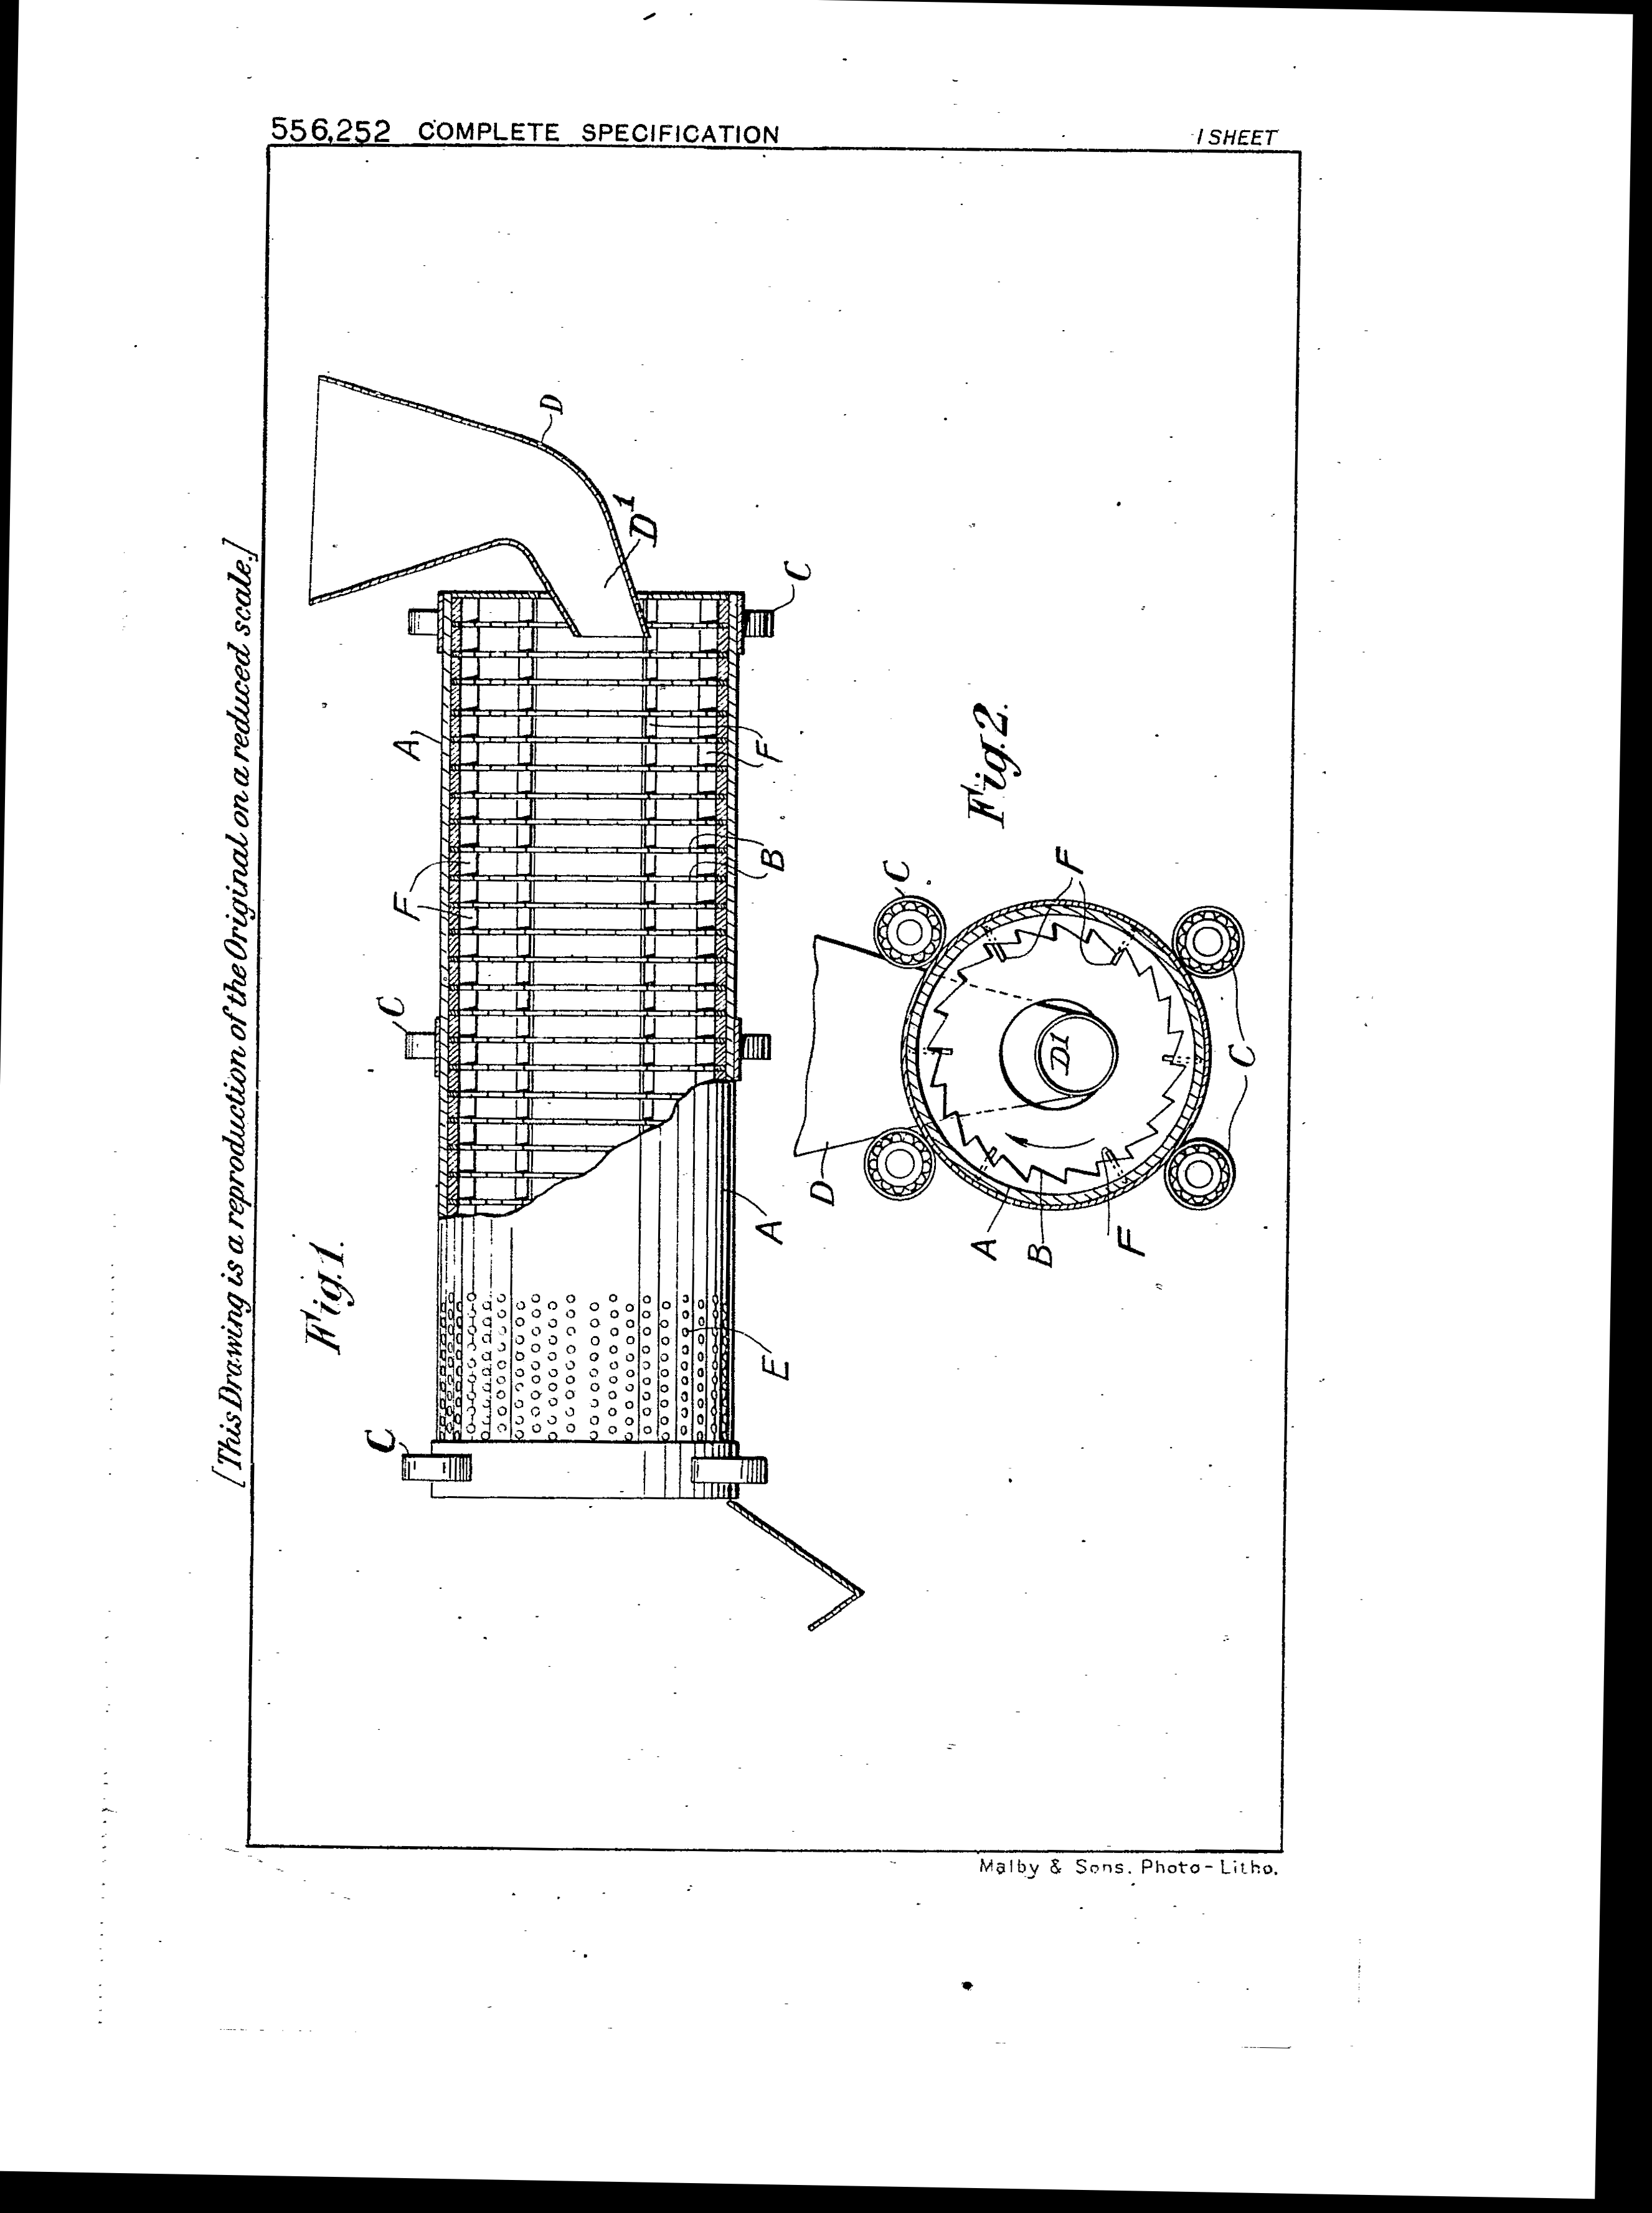 556,252 COMPLETE SPECIFICATION
1 SHEET
[This Drawing is a reproduction of the Original on a reduced scale.]
Fig.1.
C
C
C
A
F
D
D1
F
B
A
E
Fig.2.
C
F
D1
D
C
A
B
F
Malby & Sons. Photo-Litho.